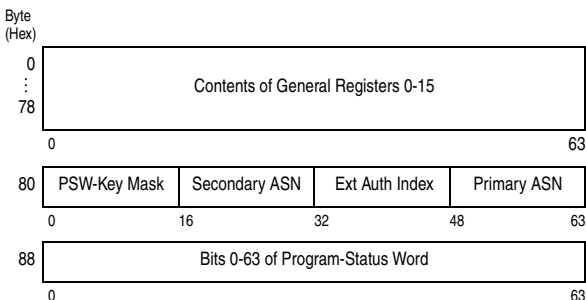 Byte
(Hex)
0
⋮
78
Contents of General Registers 0-15
0 63
80 PSW-Key Mask Secondary ASN Ext Auth Index Primary ASN
0 16 32 48 63
88 Bits 0-63 of Program-Status Word
0 63